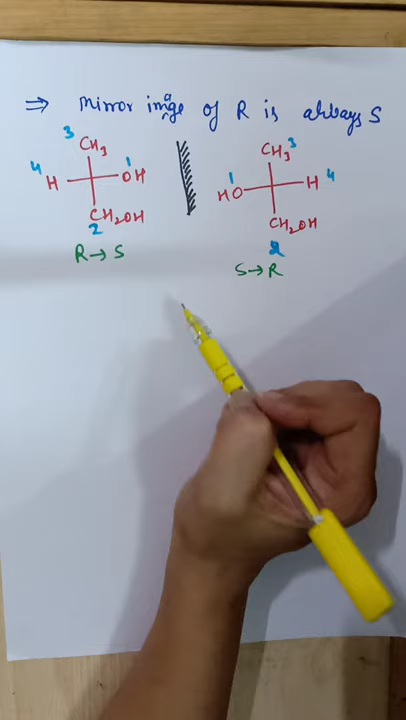 ⇒ Mirror image of R is always S
3
CH3
4 H 1 OH
CH2OH
2
R → S
CH3 3
1 HO H 4
CH2OH
2
S → R